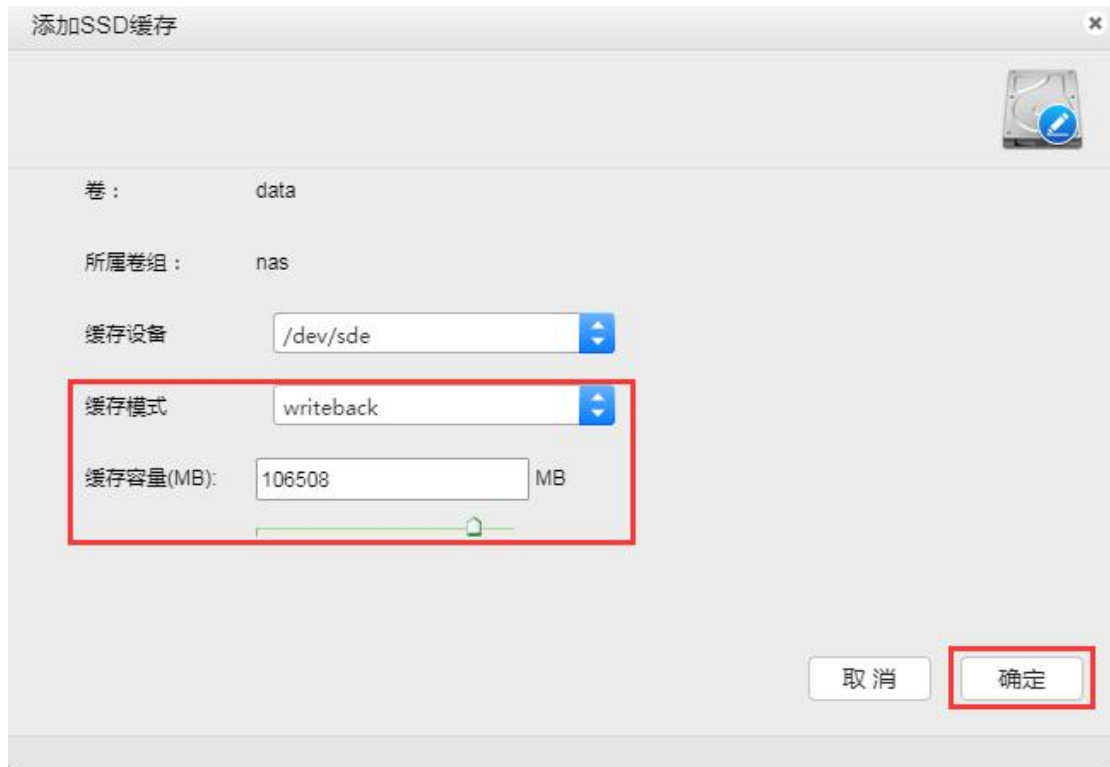 添加SSD缓存
卷： data
所属卷组： nas
缓存设备 /dev/sde
缓存模式 writeback
缓存容量(MB): 106508 MB
取消 确定